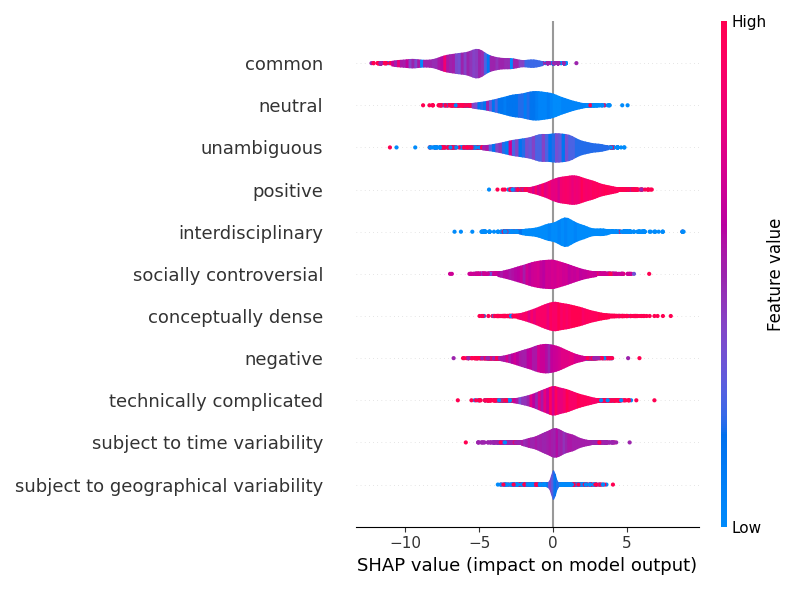 High
common
neutral
unambiguous
positive
interdisciplinary
socially controversial
conceptually dense
negative
technically complicated
subject to time variability
subject to geographical variability
Feature value
Low
−10 −5 0 5
SHAP value (impact on model output)